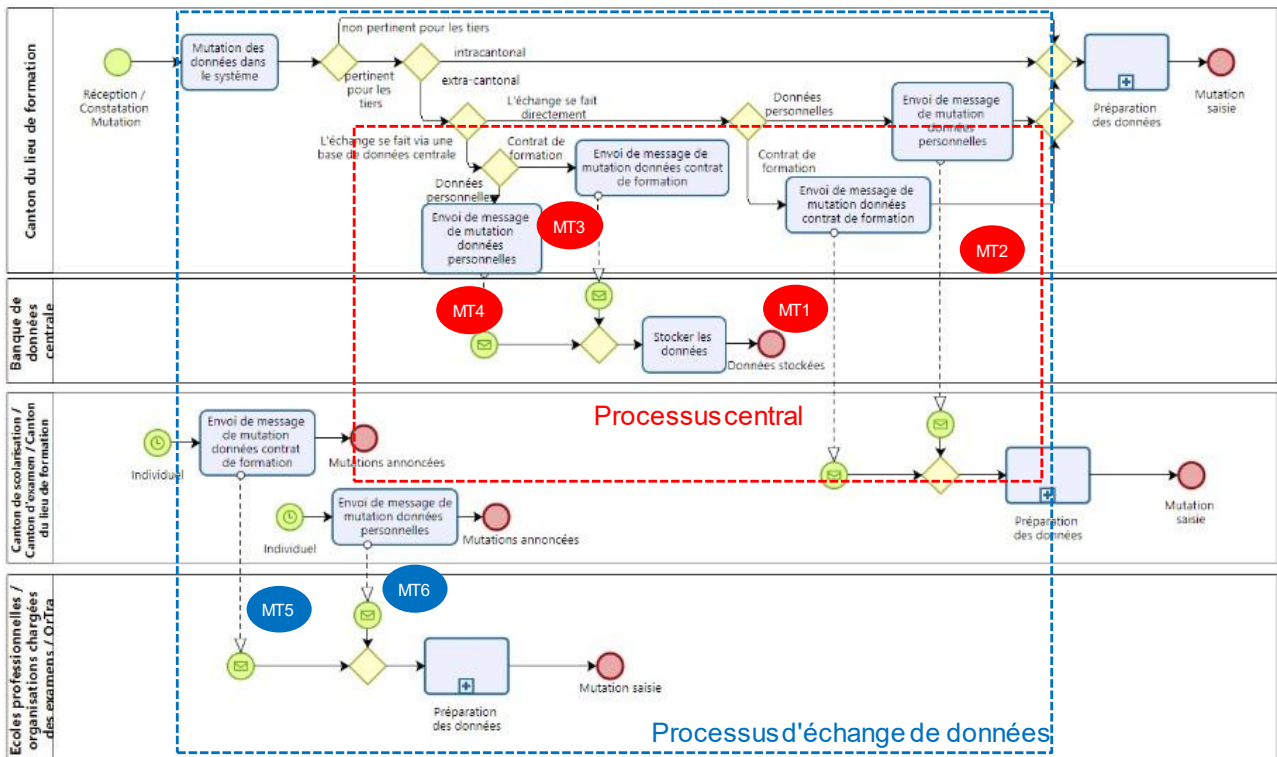 Canton du lieu de formation
Réception /
Constatation
Mutation
Mutation des
données dans
le système
non pertinent pour les tiers
pertinent
pour les
tiers
intracantonal
extra-cantonal
L'échange se fait
directement
L'échange se fait via une
base de données centrale
Contrat de
formation
Données
personnelles
Envoi de message de
mutation données contrat
de formation
Envoi de message
de mutation
données
personnelles
Données
personnelles
Contrat de
formation
Envoi de message
de mutation
données
personnelles
Envoi de message de
mutation données
contrat de formation
Préparation
des données
Mutation
saisie
MT3
MT2
Banque de
données
centrale
MT4
MT1
Stocker les
données
Données stockées
Canton de scolarisation /
Canton d'examen / Canton
du lieu de formation
Individuel
Envoi de message
de mutation
données contrat
de formation
Mutations annoncées
Individuel
Envoi de message de
mutation données
personnelles
Mutations annoncées
Processus central
Préparation
des données
Mutation
saisie
Ecoles professionnelles /
organisations chargées
des examens / OrTra
MT5
MT6
Préparation
des données
Mutation saisie
Processus d'échange de données